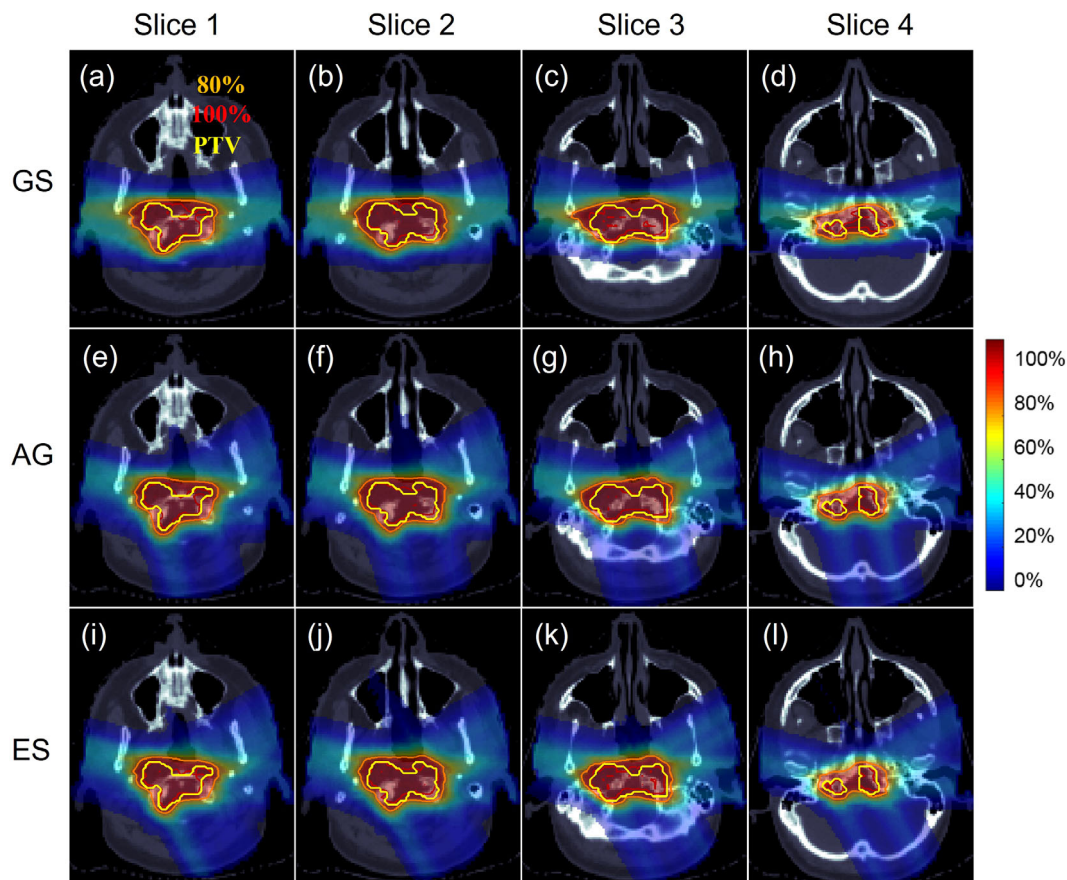 Slice 1 Slice 2 Slice 3 Slice 4
GS
(a) (b) (c) (d)
80%
100%
PTV
AG
(e) (f) (g) (h)
100%
80%
60%
40%
20%
0%
ES
(i) (j) (k) (l)